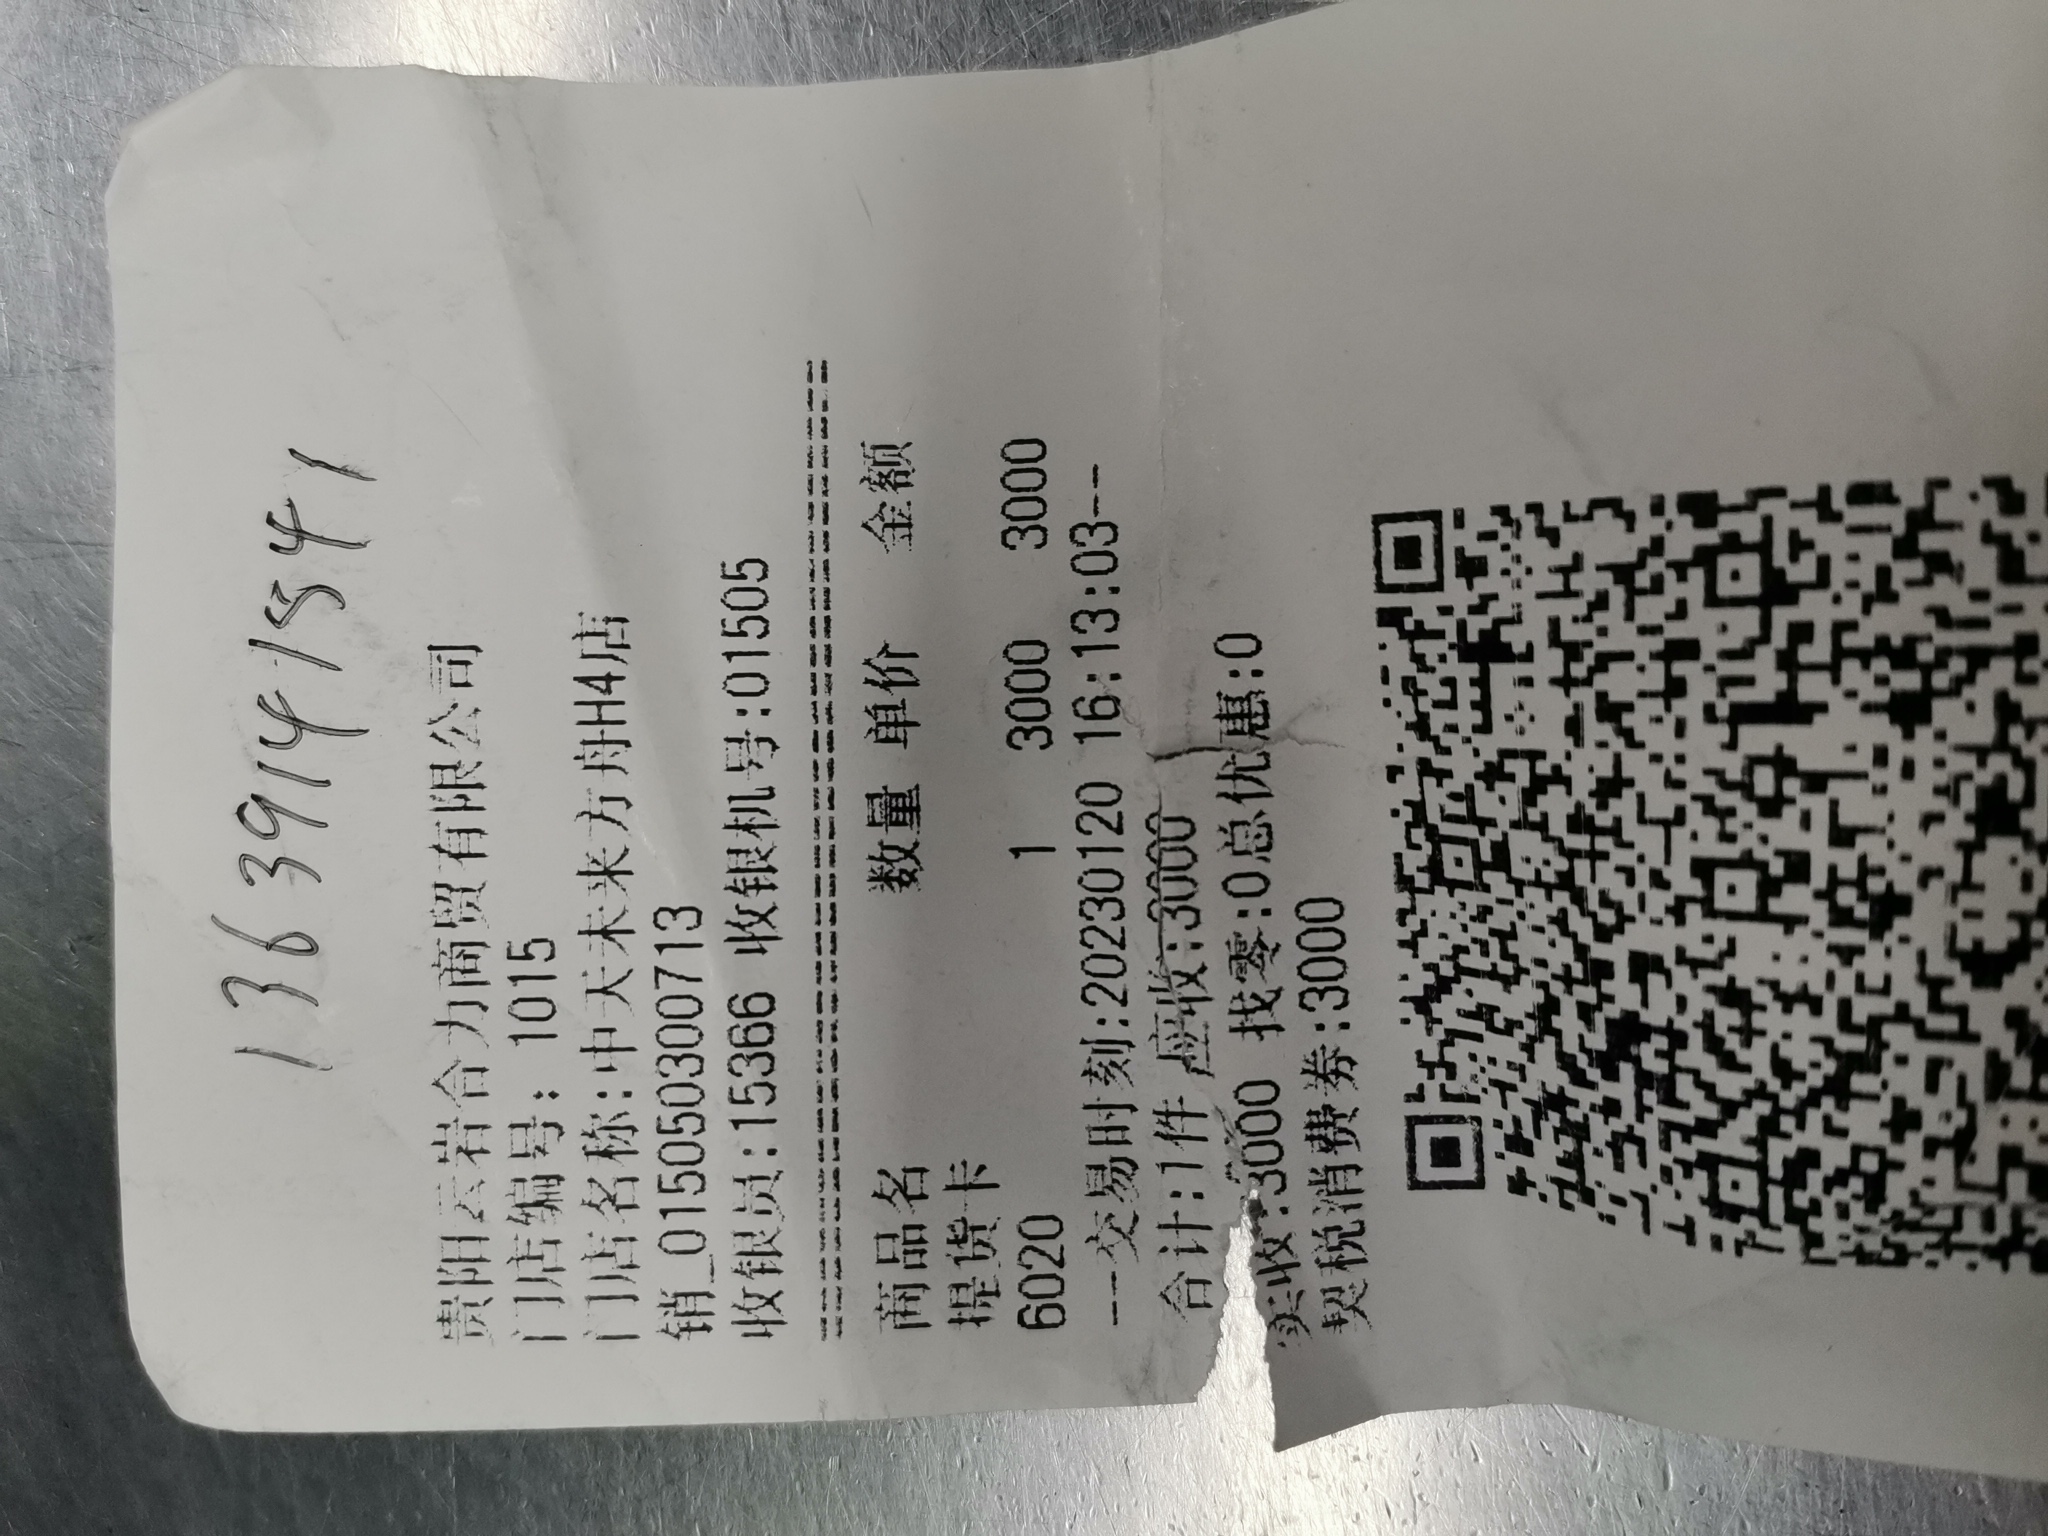 13639141541
贵阳云岩合力商贸有限公司
门店编号: 1015
门店名称:中天未来方舟H4店
销_01505030​0713
收银员:15366 收银机号:01505
================================
商品名 数量 单价 金额
提货卡
6020 1 3000 3000
---交易时刻:20230120 16:13:03--
合计:1件 应收:3000
实收:3000 找零:0总优惠:0
契税消费券:3000